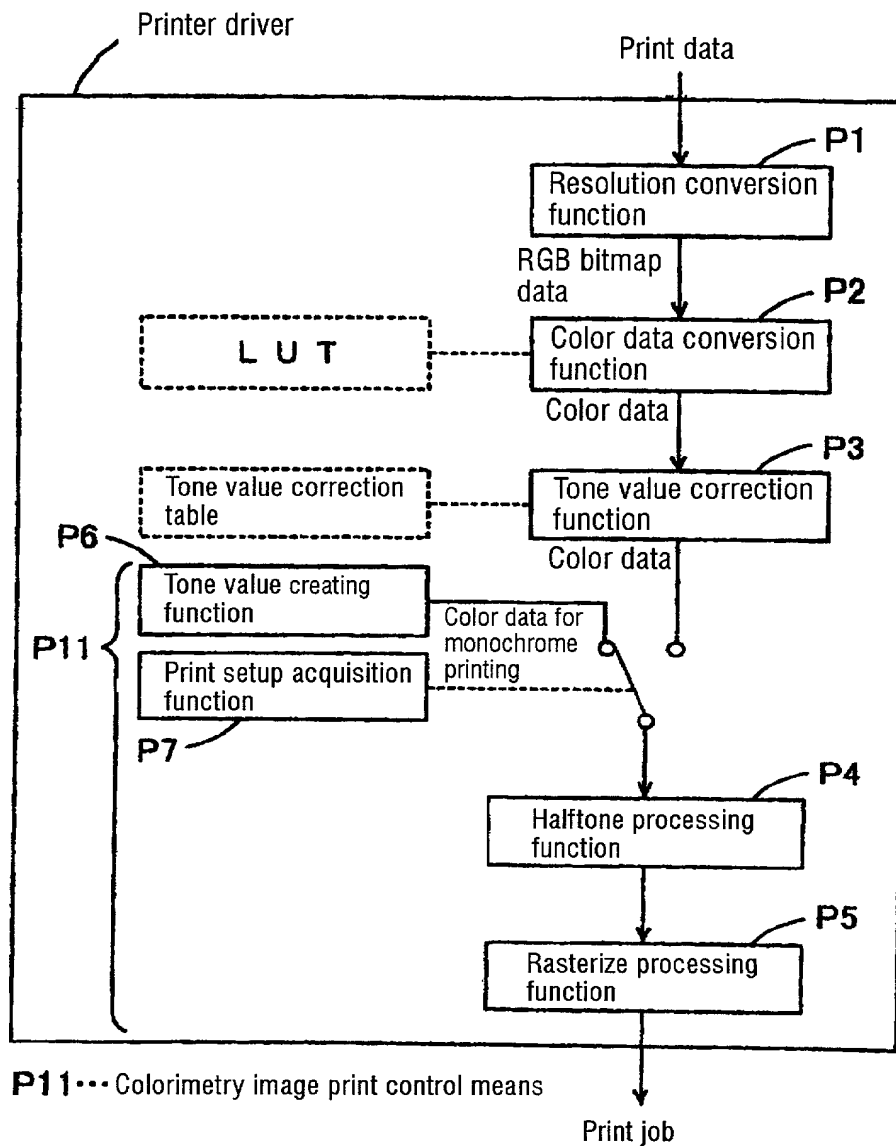 Printer driver
Print data
P1
Resolution conversion
function
RGB bitmap
data
P2
LUT
Color data conversion
function
Color data
P3
Tone value correction
table
Tone value correction
function
P6
Color data
Tone value creating
function
Color data for
monochrome
printing
P11
Print setup acquisition
function
P7
P4
Halftone processing
function
P5
Rasterize processing
function
P11··· Colorimetry image print control means
Print job